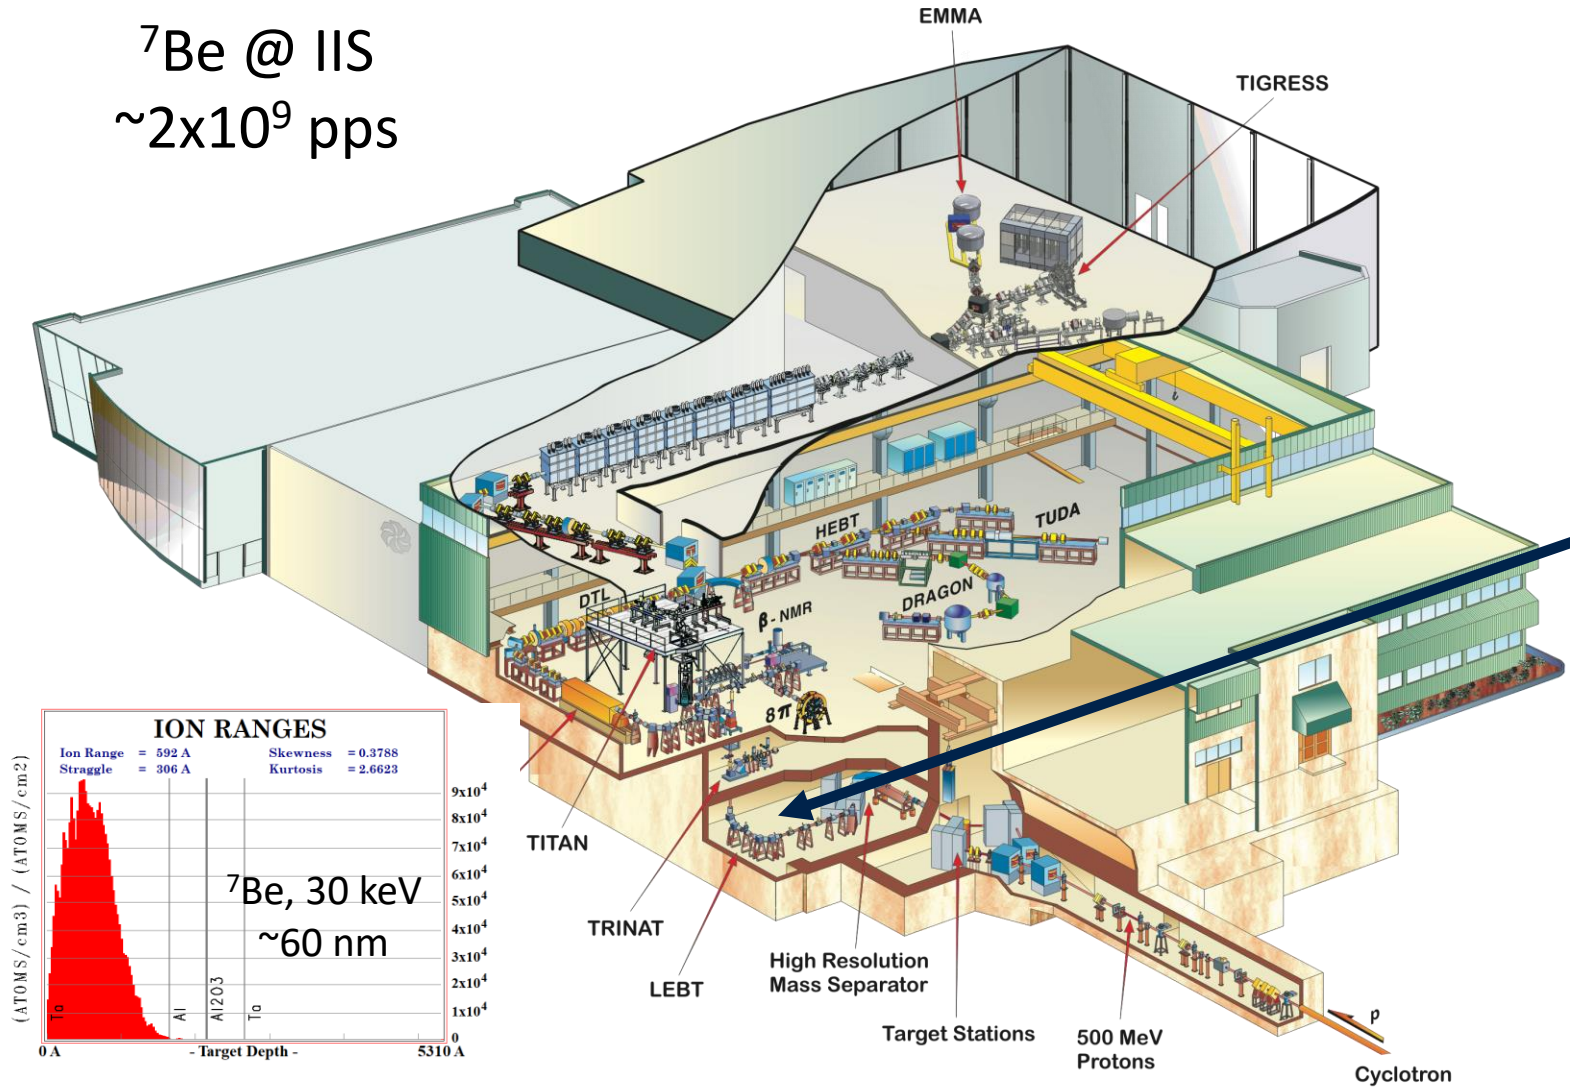 ⁷Be @ IIS
~2x10⁹ pps
EMMA
TIGRESS
HEBT
TUDA
DTL
β-NMR
DRAGON
8π
ION RANGES
Ion Range = 592 A
Skewness = 0.3788
Straggle = 306 A
Kurtosis = 2.6623
(ATOMS/cm3) / (ATOMS/cm2)
9x10⁴
8x10⁴
7x10⁴
6x10⁴
5x10⁴
4x10⁴
3x10⁴
2x10⁴
1x10⁴
0
⁷Be, 30 keV
~60 nm
Ta
Al
Al2O3
Ta
0 A
- Target Depth -
5310 A
TITAN
TRINAT
LEBT
High Resolution
Mass Separator
Target Stations
500 MeV
Protons
p
Cyclotron